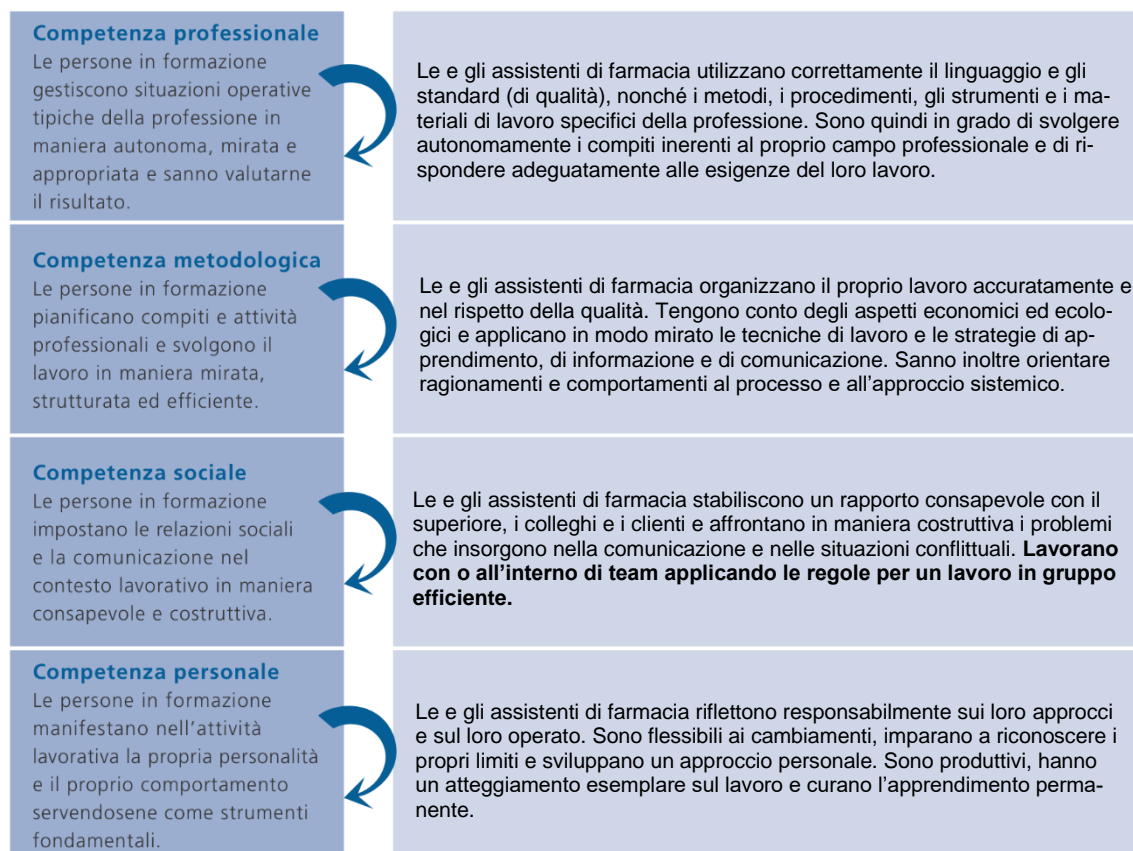 Competenza professionale
Le persone in formazione
gestiscono situazioni operative
tipiche della professione in
maniera autonoma, mirata e
appropriata e sanno valutarne
il risultato.
Le e gli assistenti di farmacia utilizzano correttamente il linguaggio e gli
standard (di qualità), nonché i metodi, i procedimenti, gli strumenti e i ma-
teriali di lavoro specifici della professione. Sono quindi in grado di svolgere
autonomamente i compiti inerenti al proprio campo professionale e di ri-
spondere adeguatamente alle esigenze del loro lavoro.
Competenza metodologica
Le persone in formazione
pianificano compiti e attività
professionali e svolgono il
lavoro in maniera mirata,
strutturata ed efficiente.
Le e gli assistenti di farmacia organizzano il proprio lavoro accuratamente e
nel rispetto della qualità. Tengono conto degli aspetti economici ed ecolo-
gici e applicano in modo mirato le tecniche di lavoro e le strategie di ap-
prendimento, di informazione e di comunicazione. Sanno inoltre orientare
ragionamenti e comportamenti al processo e all'approccio sistemico.
Competenza sociale
Le persone in formazione
impostano le relazioni sociali
e la comunicazione nel
contesto lavorativo in maniera
consapevole e costruttiva.
Le e gli assistenti di farmacia stabiliscono un rapporto consapevole con il
superiore, i colleghi e i clienti e affrontano in maniera costruttiva i problemi
che insorgono nella comunicazione e nelle situazioni conflittuali. Lavorano
con o all'interno di team applicando le regole per un lavoro in gruppo
efficiente.
Competenza personale
Le persone in formazione
manifestano nell'attività
lavorativa la propria personalità
e il proprio comportamento
servendosene come strumenti
fondamentali.
Le e gli assistenti di farmacia riflettono responsabilmente sui loro approcci
e sul loro operato. Sono flessibili ai cambiamenti, imparano a riconoscere i
propri limiti e sviluppano un approccio personale. Sono produttivi, hanno
un atteggiamento esemplare sul lavoro e curano l'apprendimento perma-
nente.